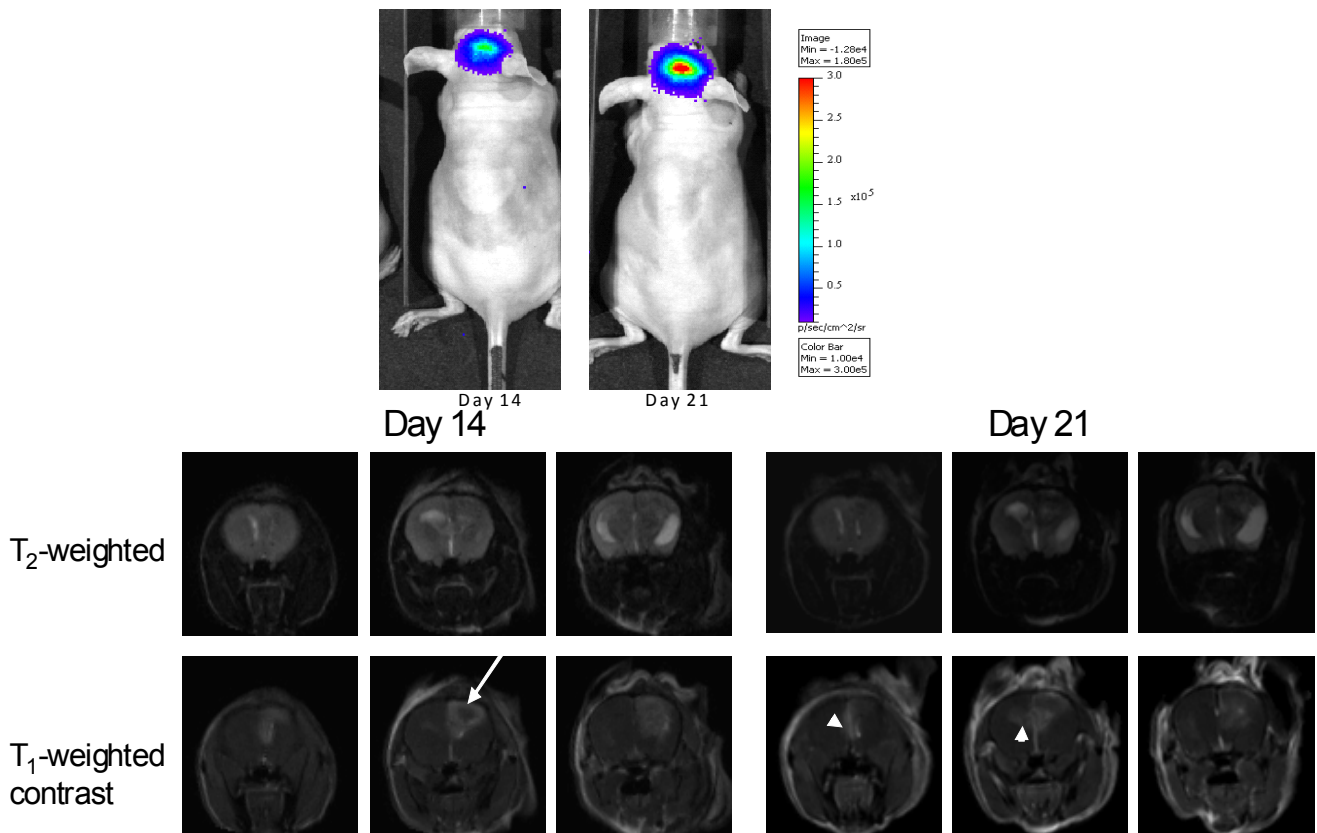 Image
Min = -1.28e4
Max = 1.80e5
3.0
2.5
2.0
1.5
x10^5
1.0
0.5
p/sec/cm^2/sr
Color Bar
Min = 1.00e4
Max = 3.00e5
Day 14
Day 21
Day 14
Day 21
T2-weighted
T1-weighted
contrast